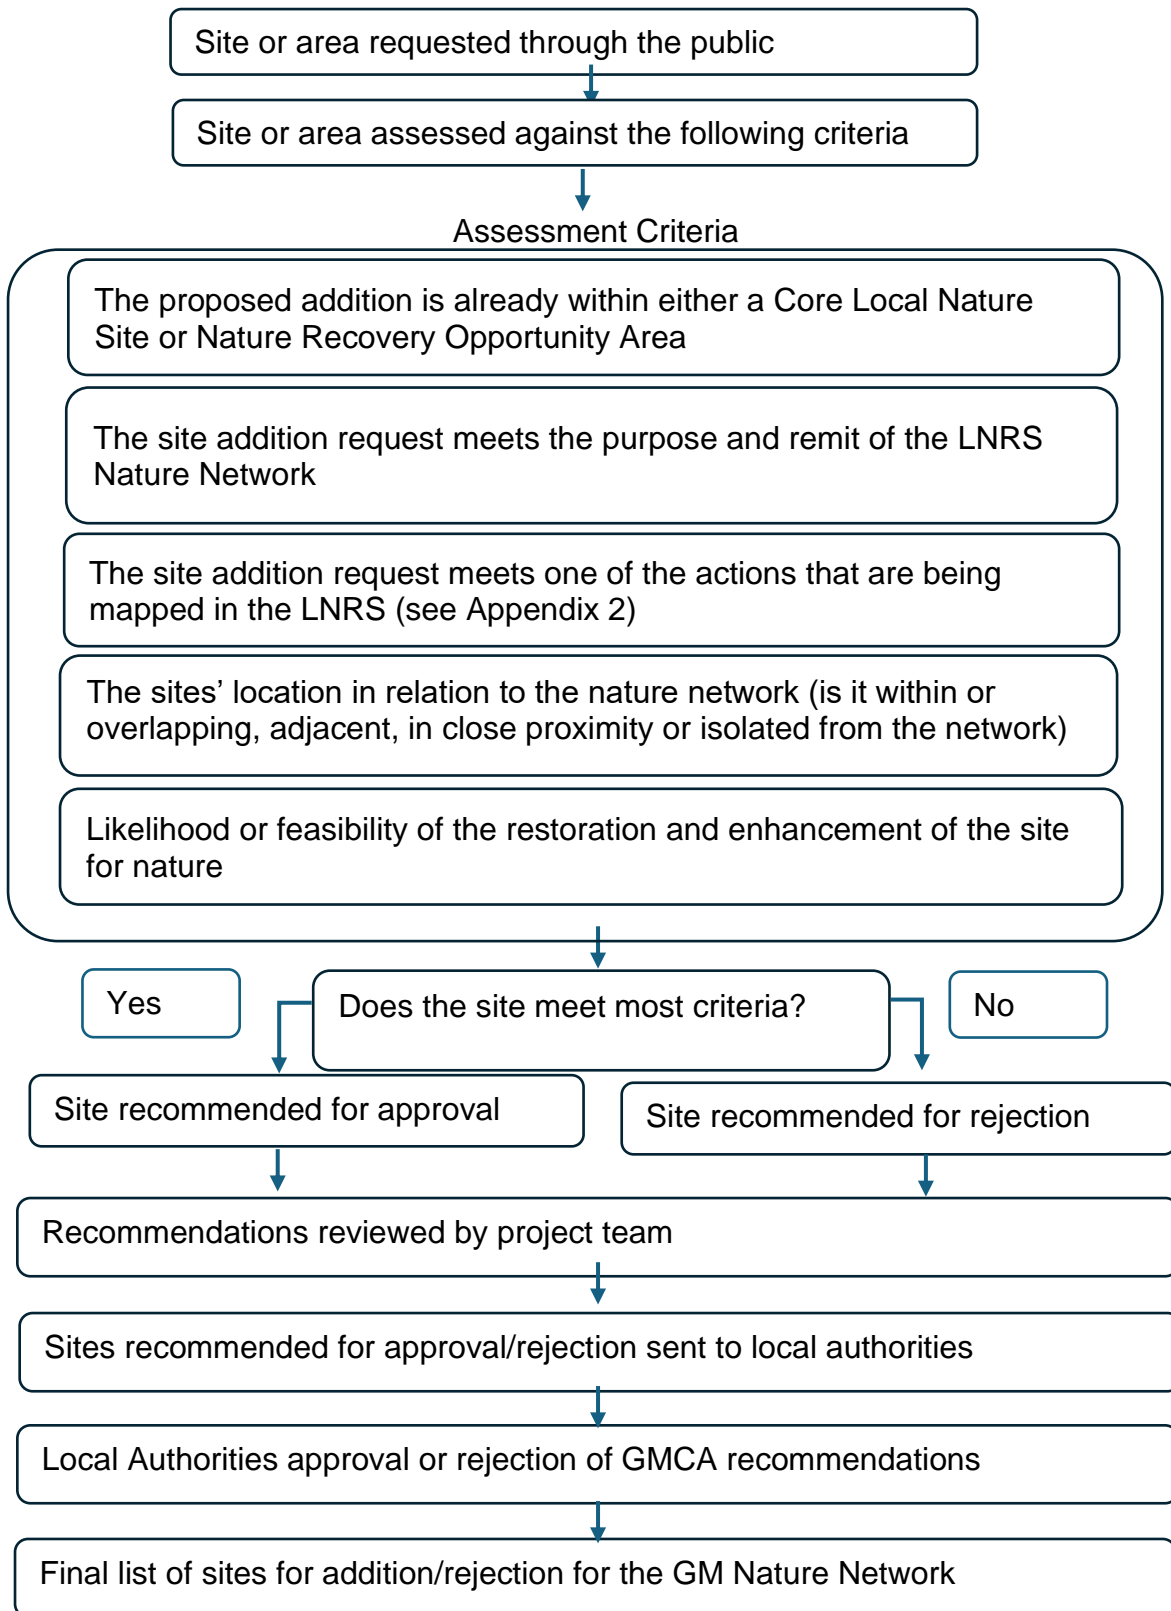 Site or area requested through the public
Site or area assessed against the following criteria
Assessment Criteria
The proposed addition is already within either a Core Local Nature
Site or Nature Recovery Opportunity Area
The site addition request meets the purpose and remit of the LNRS
Nature Network
The site addition request meets one of the actions that are being
mapped in the LNRS (see Appendix 2)
The sites’ location in relation to the nature network (is it within or
overlapping, adjacent, in close proximity or isolated from the network)
Likelihood or feasibility of the restoration and enhancement of the site
for nature
Yes
Does the site meet most criteria?
No
Site recommended for approval
Site recommended for rejection
Recommendations reviewed by project team
Sites recommended for approval/rejection sent to local authorities
Local Authorities approval or rejection of GMCA recommendations
Final list of sites for addition/rejection for the GM Nature Network